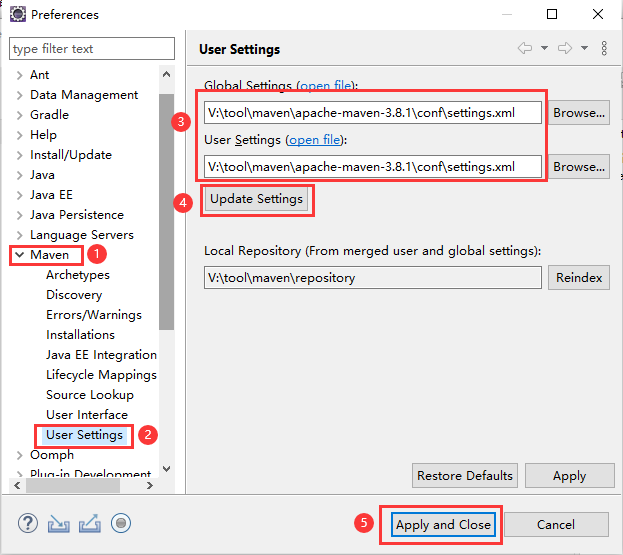 Preferences
type filter text
User Settings
Ant
Data Management
Gradle
Help
Install/Update
Java
Java EE
Java Persistence
Language Servers
Maven
1
Archetypes
Discovery
Errors/Warnings
Installations
Java EE Integration
Lifecycle Mappings
Source Lookup
User Interface
User Settings
2
Oomph
Plug-in Development
Global Settings (open file):
3
V:\tool\maven\apache-maven-3.8.1\conf\settings.xml
Browse...
User Settings (open file):
V:\tool\maven\apache-maven-3.8.1\conf\settings.xml
Browse...
4
Update Settings
Local Repository (From merged user and global settings):
V:\tool\maven\repository
Reindex
Restore Defaults
Apply
5
Apply and Close
Cancel